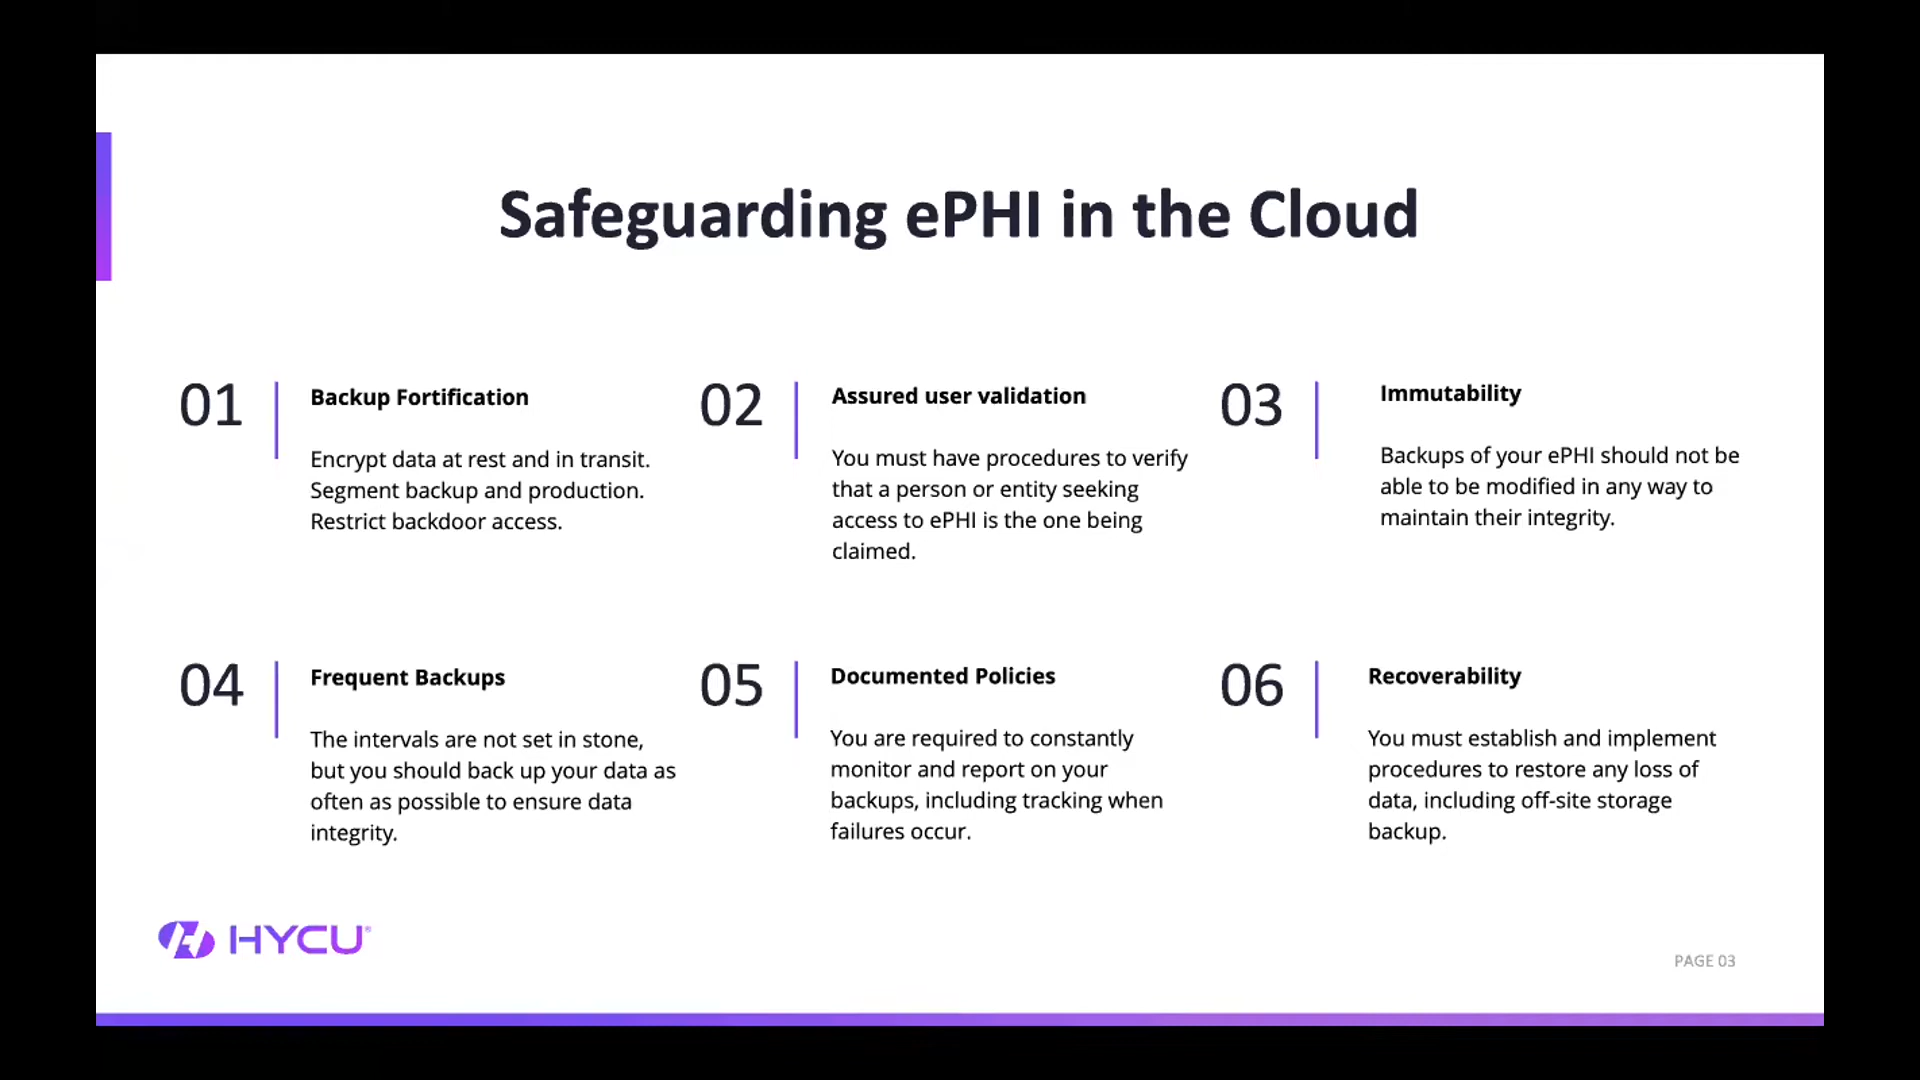 Safeguarding ePHI in the Cloud
01
Backup Fortification
Encrypt data at rest and in transit.
Segment backup and production.
Restrict backdoor access.
02
Assured user validation
You must have procedures to verify
that a person or entity seeking
access to ePHI is the one being
claimed.
03
Immutability
Backups of your ePHI should not be
able to be modified in any way to
maintain their integrity.
04
Frequent Backups
The intervals are not set in stone,
but you should back up your data as
often as possible to ensure data
integrity.
05
Documented Policies
You are required to constantly
monitor and report on your
backups, including tracking when
failures occur.
06
Recoverability
You must establish and implement
procedures to restore any loss of
data, including off-site storage
backup.
HYCU®
PAGE 03